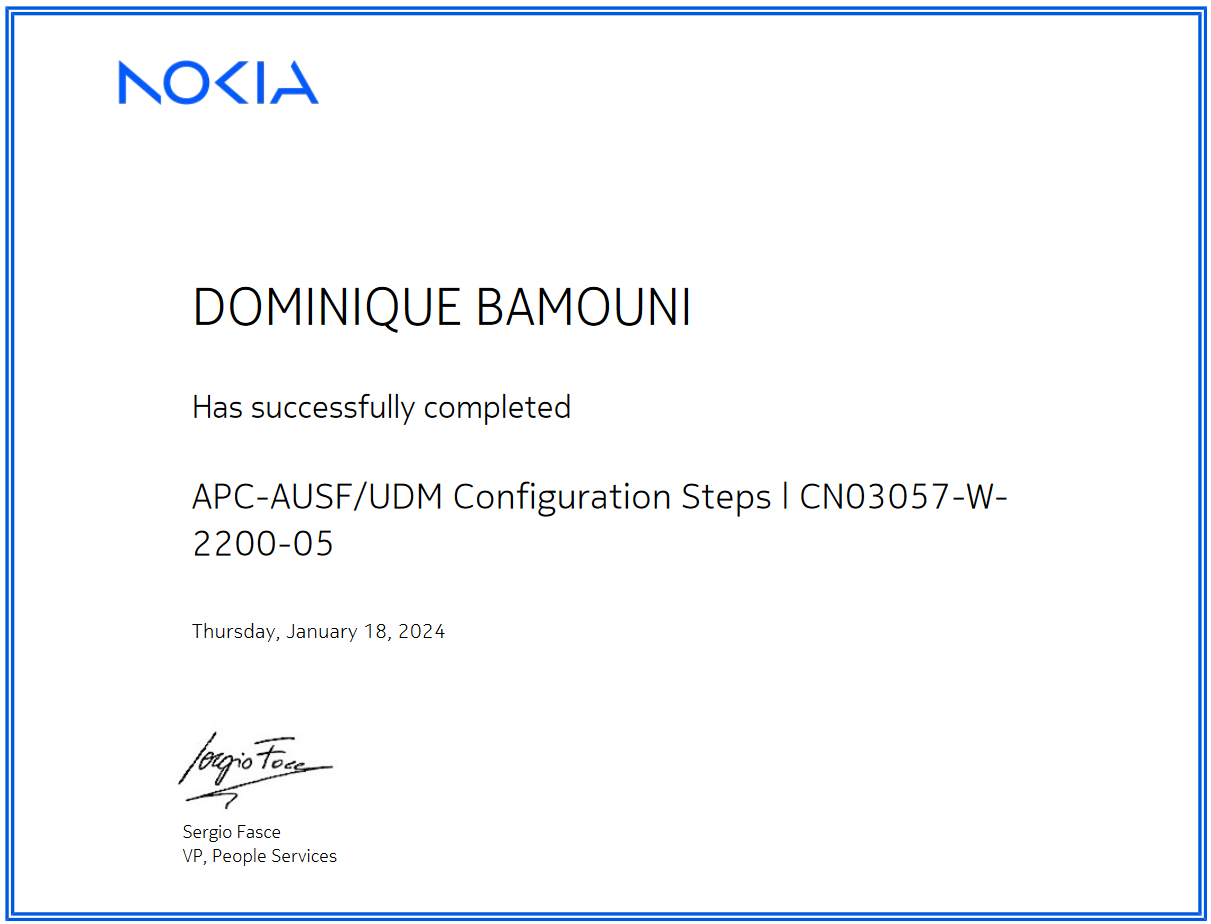 NOKIA
DOMINIQUE BAMOUNI
Has successfully completed
APC-AUSF/UDM Configuration Steps | CN03057-W-
2200-05
Thursday, January 18, 2024
Sergio Fasce
Sergio Fasce
VP, People Services